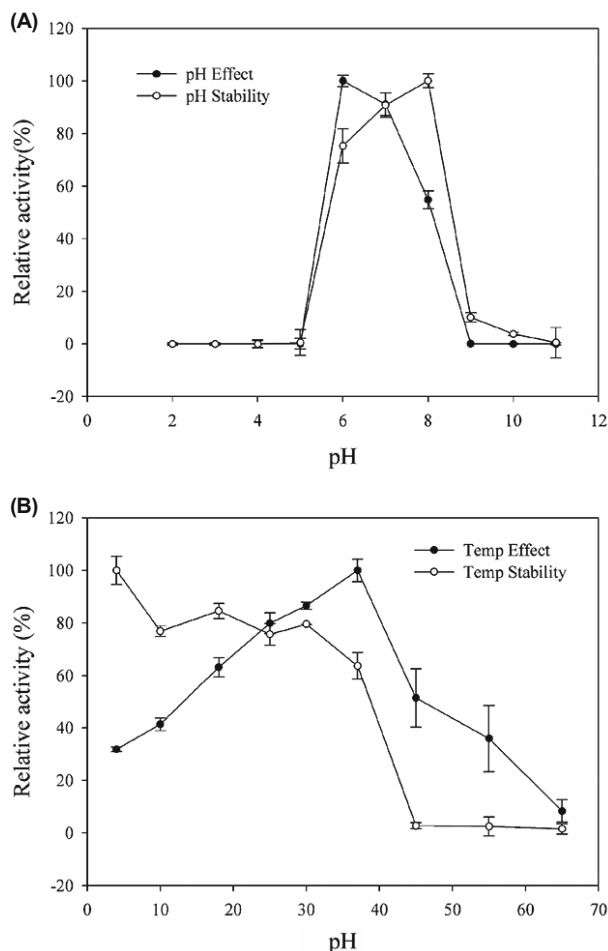 (A)
120
100
80
60
40
20
0
-20
Relative activity(%)
pH Effect
pH Stability
0 2 4 6 8 10 12
pH
(B)
120
100
80
60
40
20
0
-20
Relative activity (%)
Temp Effect
Temp Stability
0 10 20 30 40 50 60 70
pH